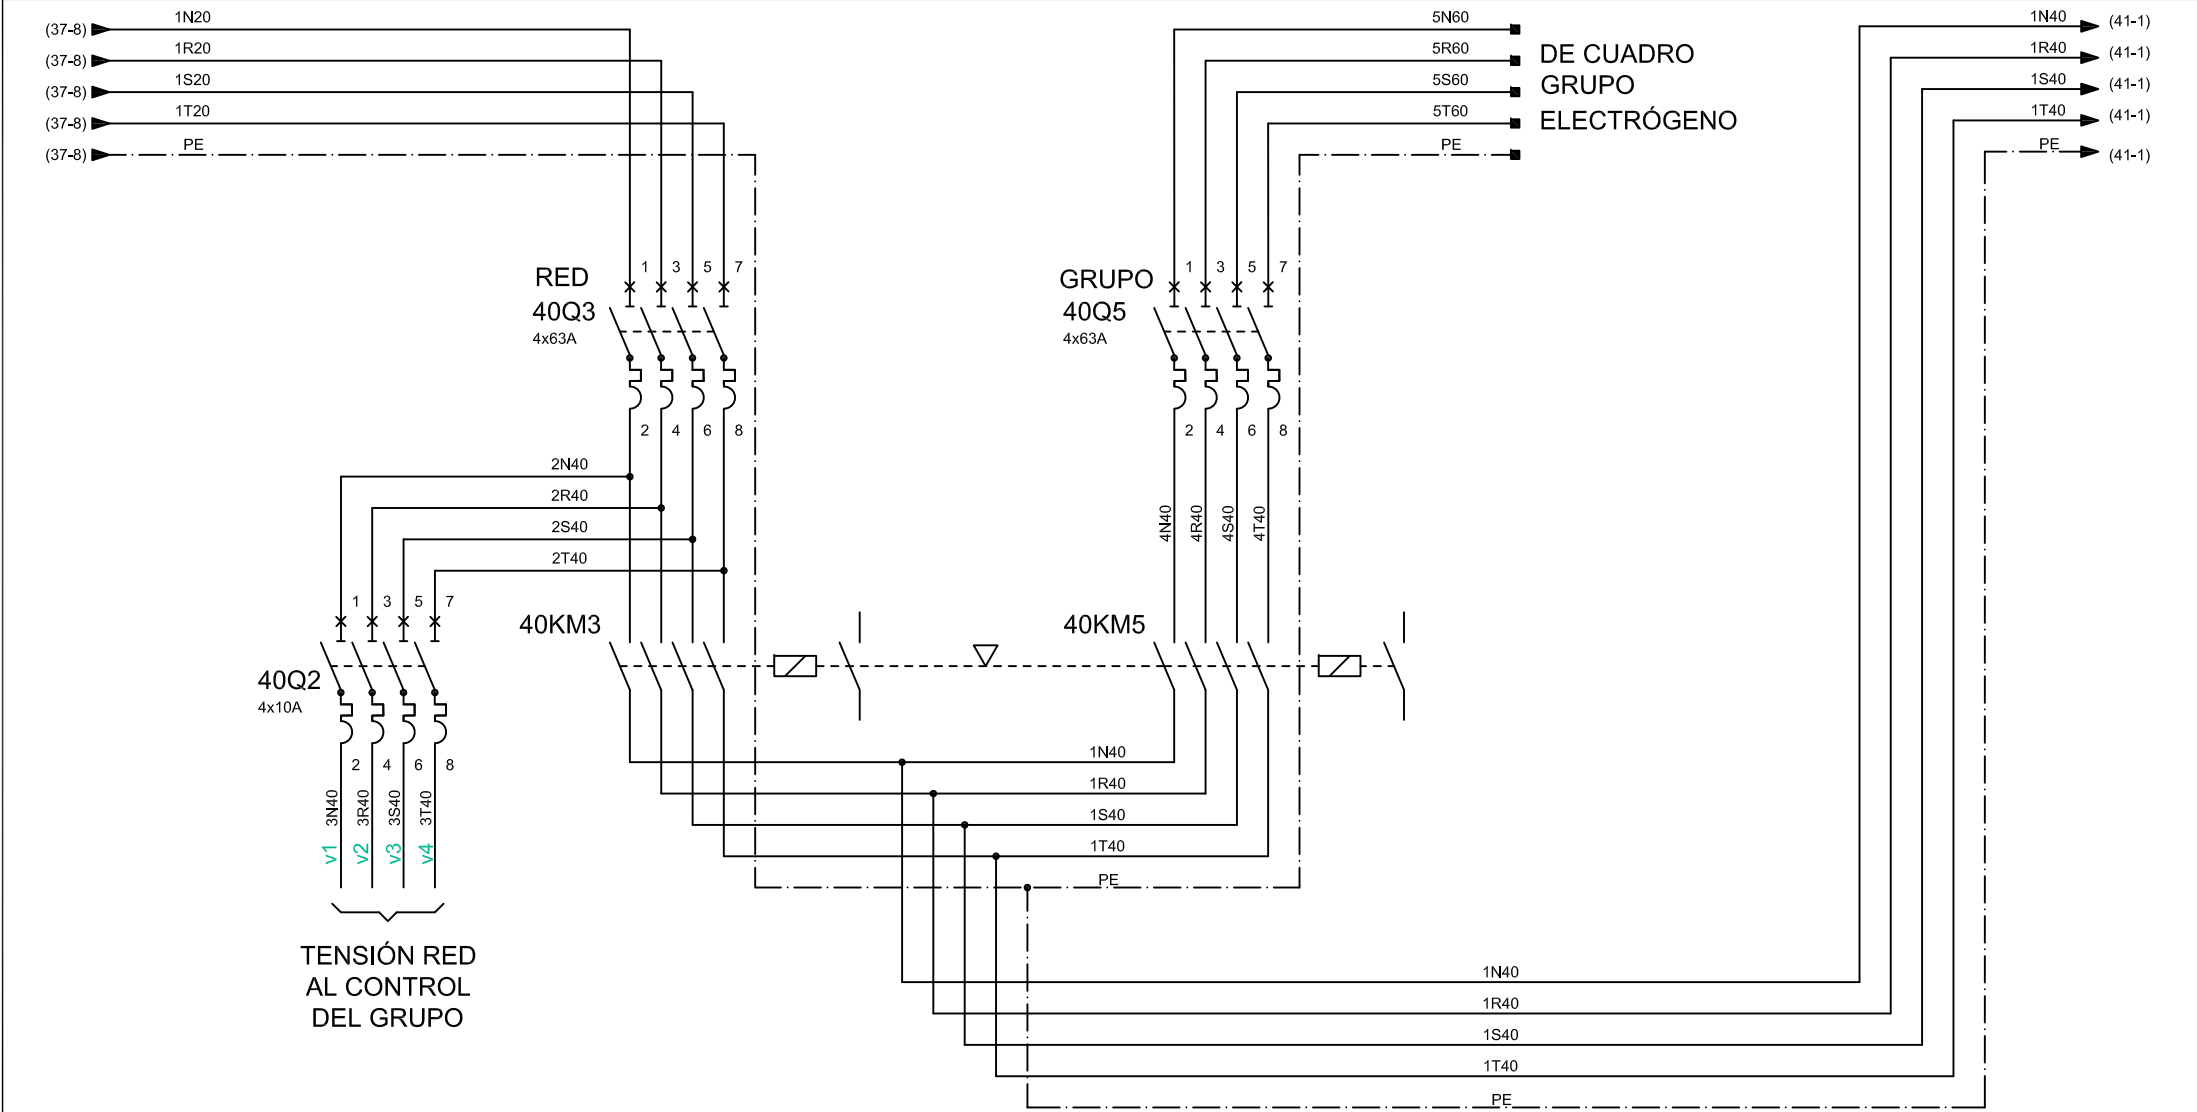 (37-8) 1N20
(37-8) 1R20
(37-8) 1S20
(37-8) 1T20
(37-8) PE
5N60
5R60
5S60
5T60
PE
DE CUADRO
GRUPO
ELECTRÓGENO
1N40 (41-1)
1R40 (41-1)
1S40 (41-1)
1T40 (41-1)
PE (41-1)
RED
40Q3
4x63A
1 3 5 7
2 4 6 8
GRUPO
40Q5
4x63A
1 3 5 7
2 4 6 8
2N40
2R40
2S40
2T40
4N40
4R40
4S40
4T40
40Q2
4x10A
1 3 5 7
2 4 6 8
40KM3
40KM5
3N40
3R40
3S40
3T40
v1
v2
v3
v4
TENSIÓN RED
AL CONTROL
DEL GRUPO
1N40
1R40
1S40
1T40
PE
1N40
1R40
1S40
1T40
PE